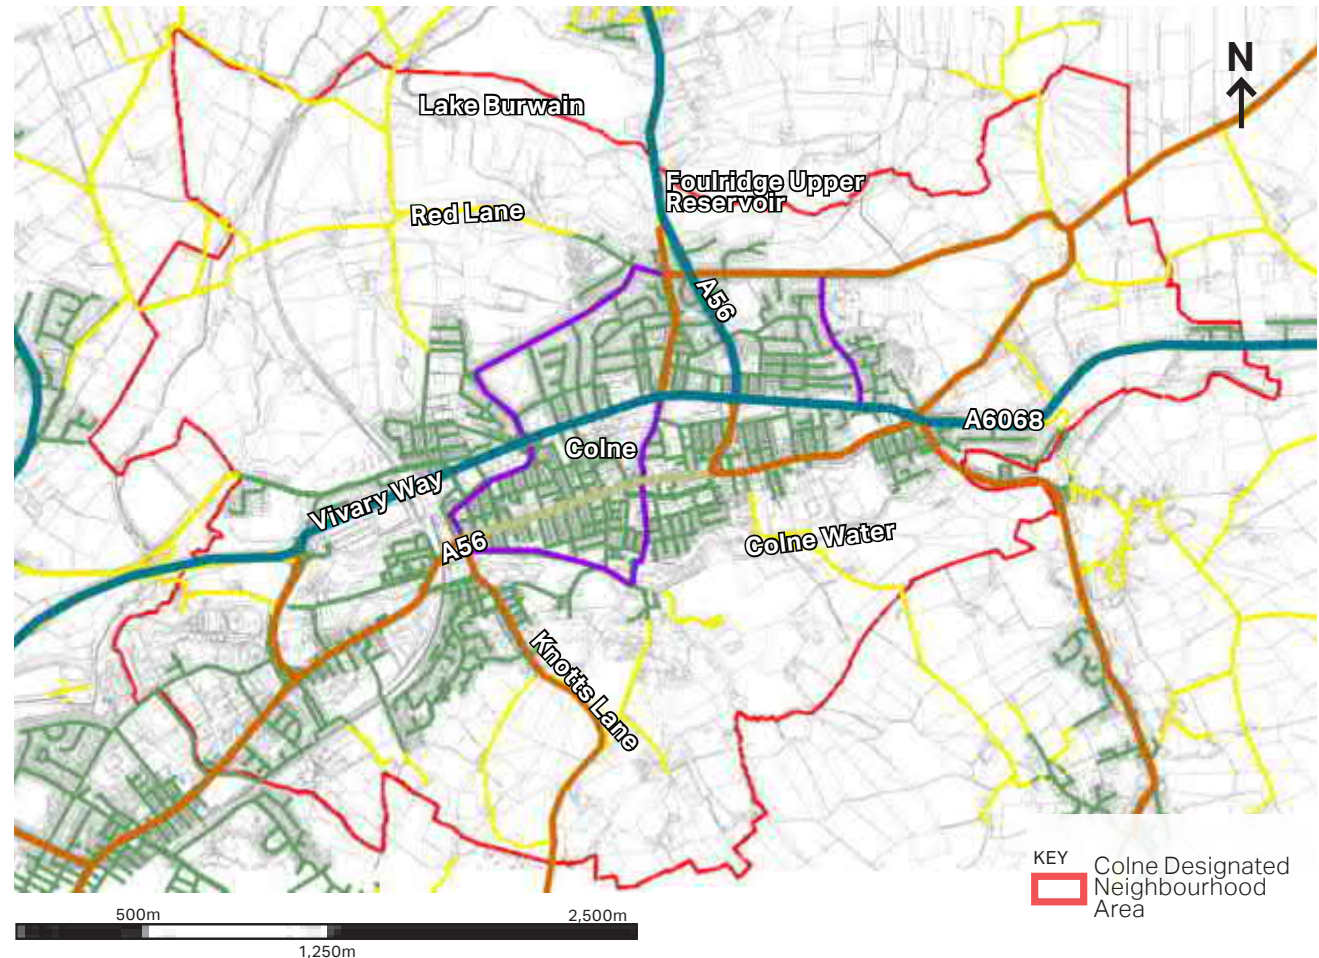 N
Lake Burwain
Foulridge Upper
Reservoir
Red Lane
A56
A6068
Colne
Vivary Way
A56
Colne Water
Knotts Lane
KEY
Colne Designated
Neighbourhood
Area
500m
2,500m
1,250m